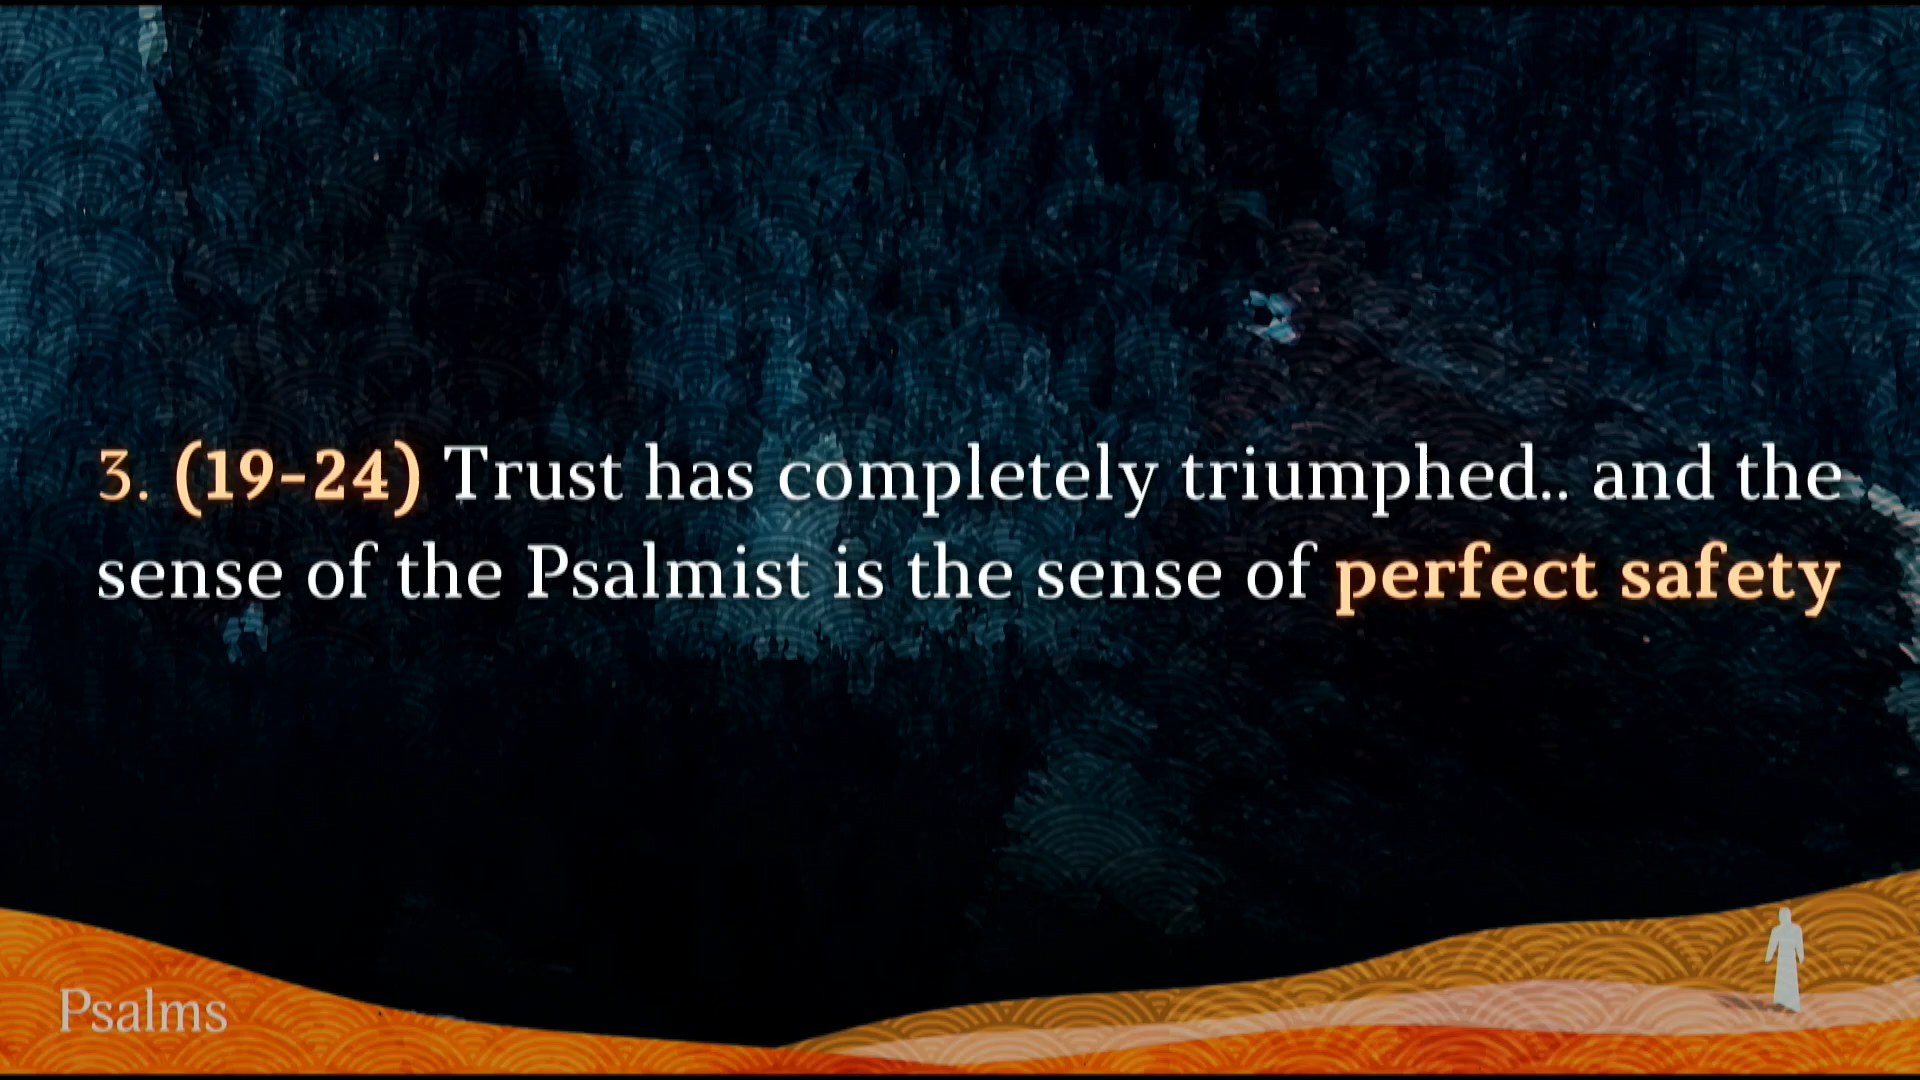 3. (19-24) Trust has completely triumphed.. and the
sense of the Psalmist is the sense of perfect safety
Psalms